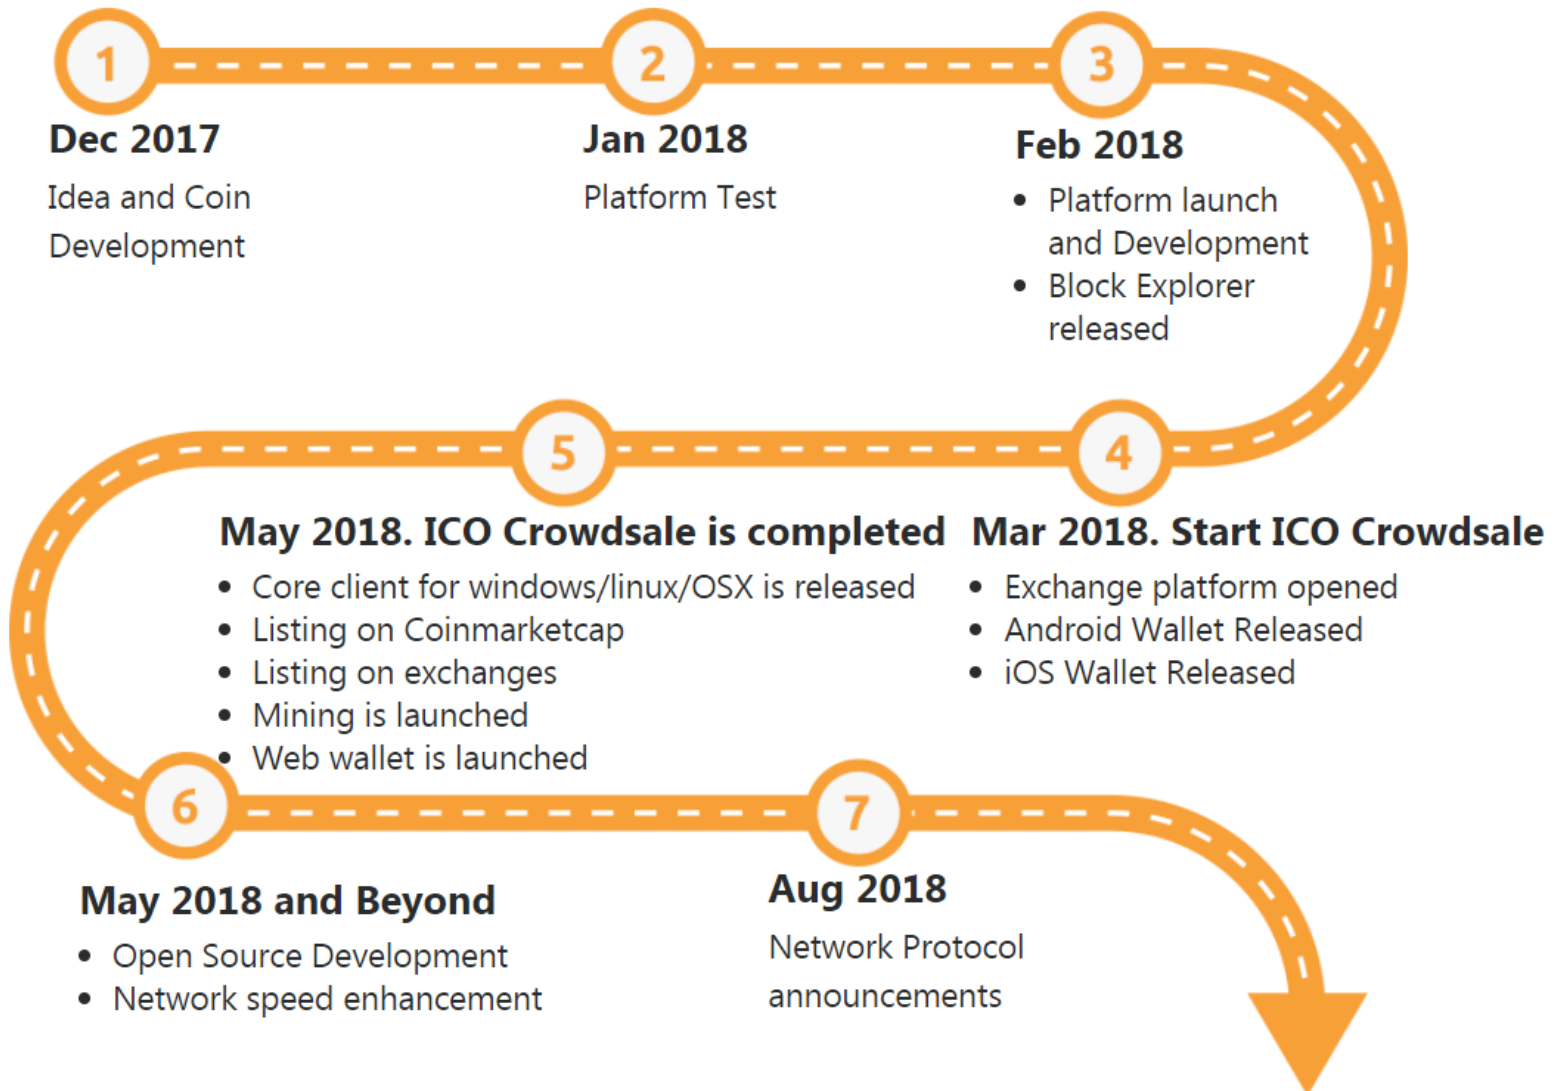 1
Dec 2017
Idea and Coin
Development
2
Jan 2018
Platform Test
3
Feb 2018
• Platform launch
and Development
• Block Explorer
released
4
Mar 2018. Start ICO Crowdsale
• Exchange platform opened
• Android Wallet Released
• iOS Wallet Released
5
May 2018. ICO Crowdsale is completed
• Core client for windows/linux/OSX is released
• Listing on Coinmarketcap
• Listing on exchanges
• Mining is launched
• Web wallet is launched
6
May 2018 and Beyond
• Open Source Development
• Network speed enhancement
7
Aug 2018
Network Protocol
announcements